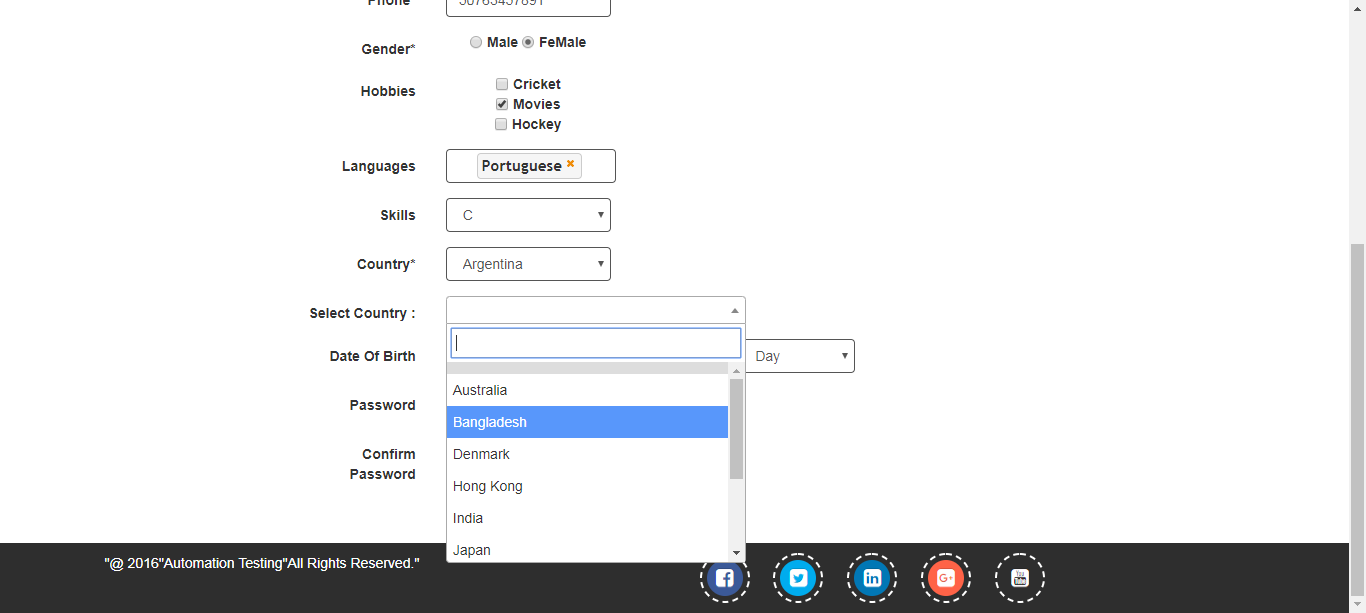 Phone
50763457891
Gender*
Male FeMale
Hobbies
Cricket
Movies
Hockey
Languages
Portuguese
Skills
C
Country*
Argentina
Select Country :
Date Of Birth
Day
Australia
Password
Bangladesh
Confirm
Password
Denmark
Hong Kong
India
Japan
"@ 2016"Automation Testing"All Rights Reserved."
f
in
G+
You
Tube